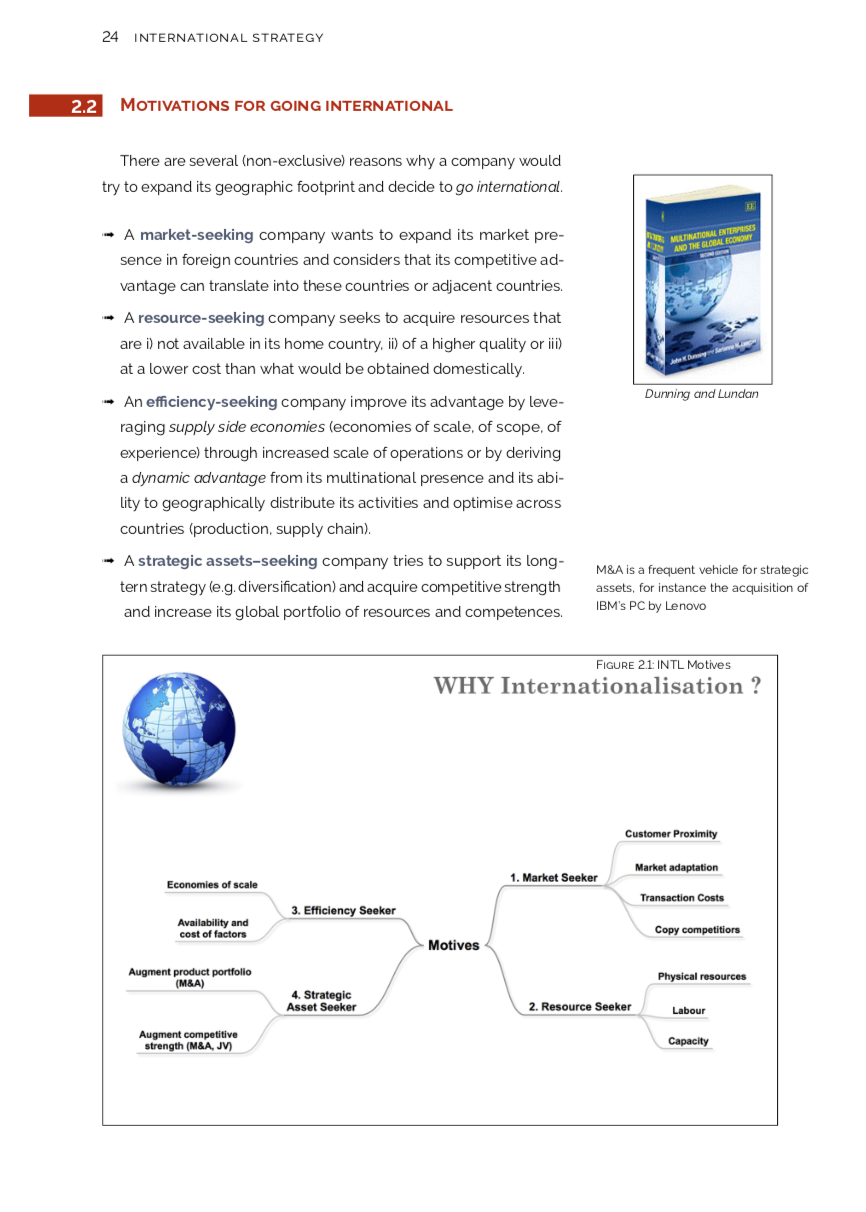 24 INTERNATIONAL STRATEGY
2.2 MOTIVATIONS FOR GOING INTERNATIONAL
There are several (non-exclusive) reasons why a company would
try to expand its geographic footprint and decide to go international.
➟ A market-seeking company wants to expand its market pre-
sence in foreign countries and considers that its competitive ad-
vantage can translate into these countries or adjacent countries.
➟ A resource-seeking company seeks to acquire resources that
are i) not available in its home country, ii) of a higher quality or iii)
at a lower cost than what would be obtained domestically.
➟ An efficiency-seeking company improve its advantage by leve-
raging supply side economies (economies of scale, of scope, of
experience) through increased scale of operations or by deriving
a dynamic advantage from its multinational presence and its abi-
lity to geographically distribute its activities and optimise across
countries (production, supply chain).
➟ A strategic assets–seeking company tries to support its long-
tern strategy (e.g. diversification) and acquire competitive strength
and increase its global portfolio of resources and competences.
MULTINATIONAL ENTERPRISES
AND THE GLOBAL ECONOMY
SECOND EDITION
John H. Dunning and Sarianna M. Lundan
Dunning and Lundan
M&A is a frequent vehicle for strategic
assets, for instance the acquisition of
IBM's PC by Lenovo
FIGURE 2.1: INTL Motives
WHY Internationalisation ?
Motives
1. Market Seeker
Customer Proximity
Market adaptation
Transaction Costs
Copy competitiors
2. Resource Seeker
Physical resources
Labour
Capacity
3. Efficiency Seeker
Economies of scale
Availability and
cost of factors
4. Strategic
Asset Seeker
Augment product portfolio
(M&A)
Augment competitive
strength (M&A, JV)